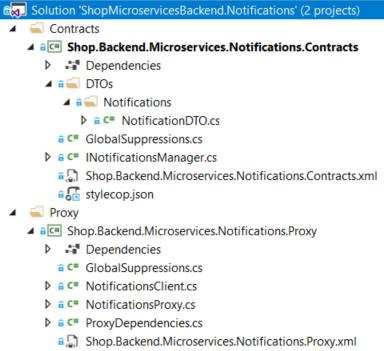 Solution 'ShopMicroservicesBackend.Notifications' (2 projects)
Contracts
C# Shop.Backend.Microservices.Notifications.Contracts
Dependencies
DTOs
Notifications
C# NotificationDTO.cs
C# GlobalSuppressions.cs
C# INotificationsManager.cs
Shop.Backend.Microservices.Notifications.Contracts.xml
stylecop.json
Proxy
C# Shop.Backend.Microservices.Notifications.Proxy
Dependencies
C# GlobalSuppressions.cs
C# NotificationsClient.cs
C# NotificationsProxy.cs
C# ProxyDependencies.cs
Shop.Backend.Microservices.Notifications.Proxy.xml